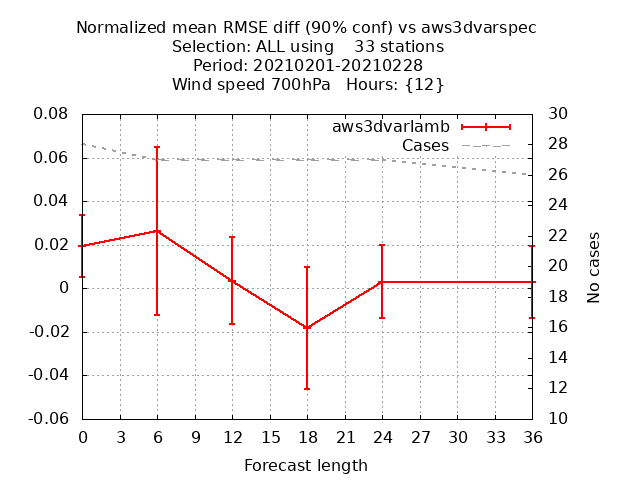 Normalized mean RMSE diff (90% conf) vs aws3dvarspec
Selection: ALL using    33 stations
Period: 20210201-20210228
Wind speed 700hPa   Hours: {12}
aws3dvarlamb
Cases
0.08
0.06
0.04
0.02
0
-0.02
-0.04
-0.06
30
28
26
24
22
20
18
16
14
12
10
No cases
0 3 6 9 12 15 18 21 24 27 30 33 36
Forecast length